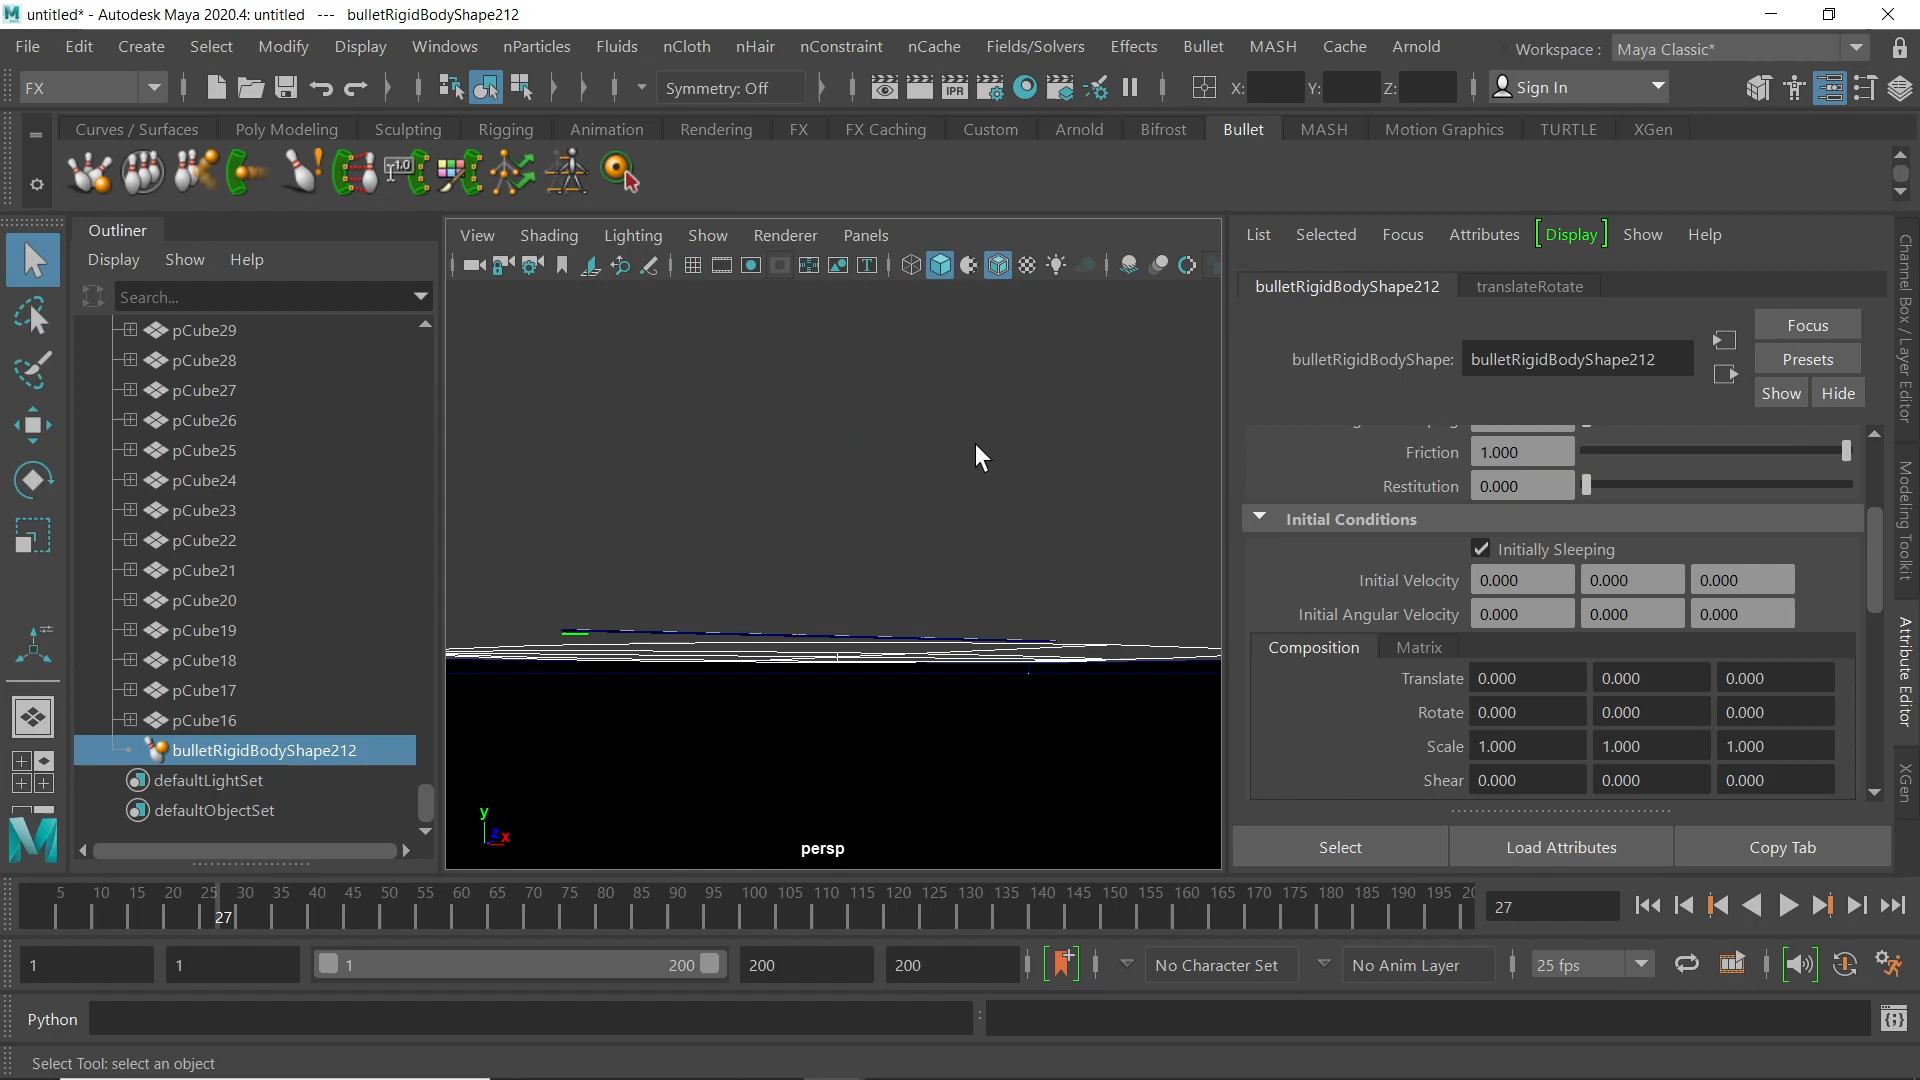 untitled* - Autodesk Maya 2020.4: untitled --- bulletRigidBodyShape212
File Edit Create Select Modify Display Windows nParticles Fluids nCloth nHair nConstraint nCache Fields/Solvers Effects Bullet MASH Cache Arnold Workspace : Maya Classic*
FX Symmetry: Off IPR X: Y: Z: Sign In
Curves / Surfaces Poly Modeling Sculpting Rigging Animation Rendering FX FX Caching Custom Arnold Bifrost Bullet MASH Motion Graphics TURTLE XGen
1.0
Outliner
Display Show Help
Search...
pCube29
pCube28
pCube27
pCube26
pCube25
pCube24
pCube23
pCube22
pCube21
pCube20
pCube19
pCube18
pCube17
pCube16
bulletRigidBodyShape212
defaultLightSet
defaultObjectSet
View Shading Lighting Show Renderer Panels
y
z x
persp
List Selected Focus Attributes Display Show Help
bulletRigidBodyShape212 translateRotate
Focus
bulletRigidBodyShape: bulletRigidBodyShape212 Presets
Show Hide
Friction 1.000
Restitution 0.000
Initial Conditions
Initially Sleeping
Initial Velocity 0.000 0.000 0.000
Initial Angular Velocity 0.000 0.000 0.000
Composition Matrix
Translate 0.000 0.000 0.000
Rotate 0.000 0.000 0.000
Scale 1.000 1.000 1.000
Shear 0.000 0.000 0.000
Select Load Attributes Copy Tab
Channel Box / Layer Editor
Modeling Toolkit
Attribute Editor
XGen
5 10 15 20 25 30 35 40 45 50 55 60 65 70 75 80 85 90 95 100 105 110 115 120 125 130 135 140 145 150 155 160 165 170 175 180 185 190 195 20
27 27
1 1 1 200 200 200 No Character Set No Anim Layer 25 fps
Python
Select Tool: select an object